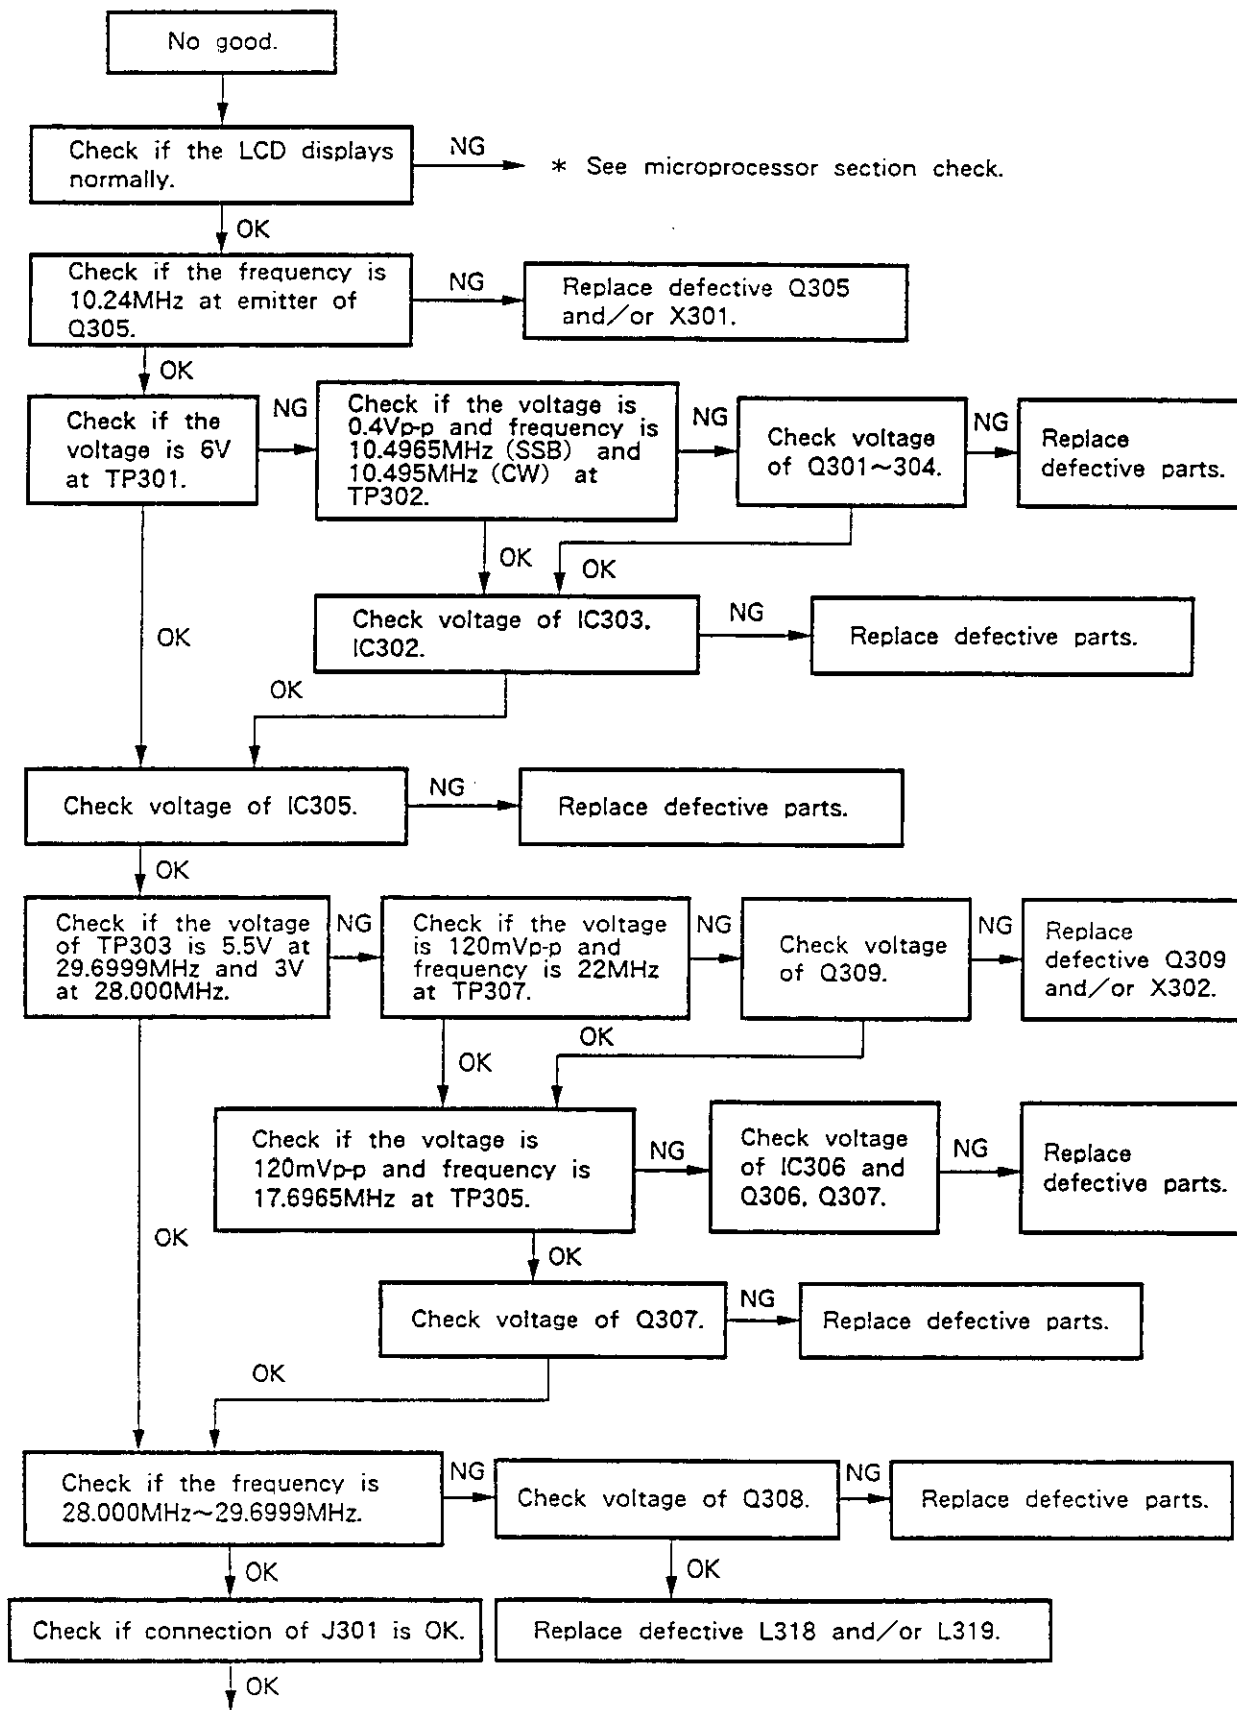 No good.
Check if the LCD displays
normally.
NG
* See microprocessor section check.
OK
Check if the frequency is
10.24MHz at emitter of
Q305.
NG
Replace defective Q305
and/or X301.
OK
Check if the
voltage is 6V
at TP301.
NG
Check if the voltage is
0.4Vp-p and frequency is
10.4965MHz (SSB) and
10.495MHz (CW) at
TP302.
NG
Check voltage
of Q301~304.
NG
Replace
defective parts.
OK
OK
OK
Check voltage of IC303,
IC302.
NG
Replace defective parts.
OK
Check voltage of IC305.
NG
Replace defective parts.
OK
Check if the voltage
of TP303 is 5.5V at
29.6999MHz and 3V
at 28.000MHz.
NG
Check if the voltage
is 120mVp-p and
frequency is 22MHz
at TP307.
NG
Check voltage
of Q309.
NG
Replace
defective Q309
and/or X302.
OK
OK
OK
Check if the voltage is
120mVp-p and frequency is
17.6965MHz at TP305.
NG
Check voltage
of IC306 and
Q306, Q307.
NG
Replace
defective parts.
OK
Check voltage of Q307.
NG
Replace defective parts.
OK
Check if the frequency is
28.000MHz~29.6999MHz.
NG
Check voltage of Q308.
NG
Replace defective parts.
OK
OK
Check if connection of J301 is OK.
Replace defective L318 and/or L319.
OK